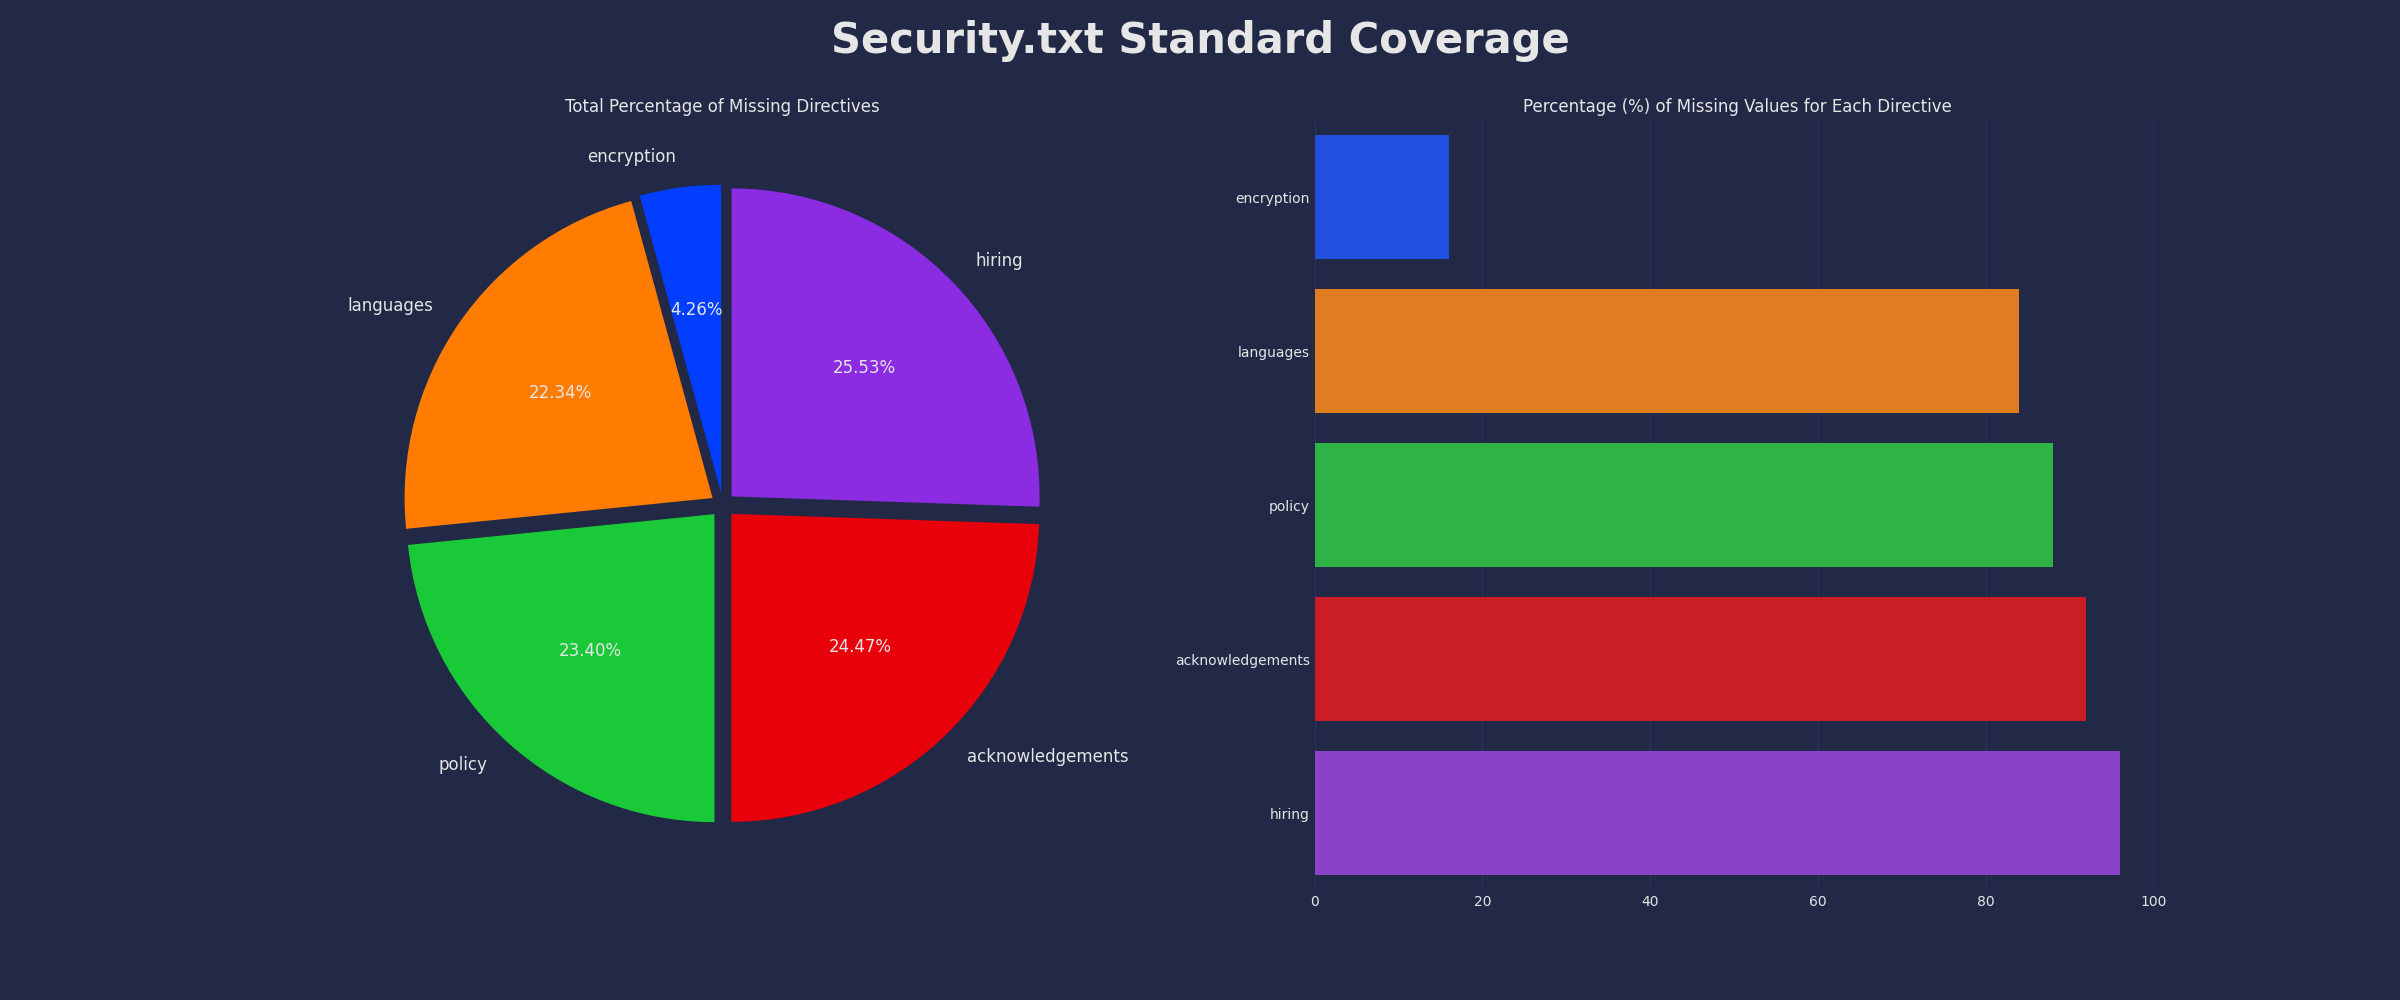 Security.txt Standard Coverage
Total Percentage of Missing Directives
encryption
hiring
languages
4.26%
25.53%
22.34%
24.47%
23.40%
acknowledgements
policy
Percentage (%) of Missing Values for Each Directive
encryption
languages
policy
acknowledgements
hiring
0 20 40 60 80 100